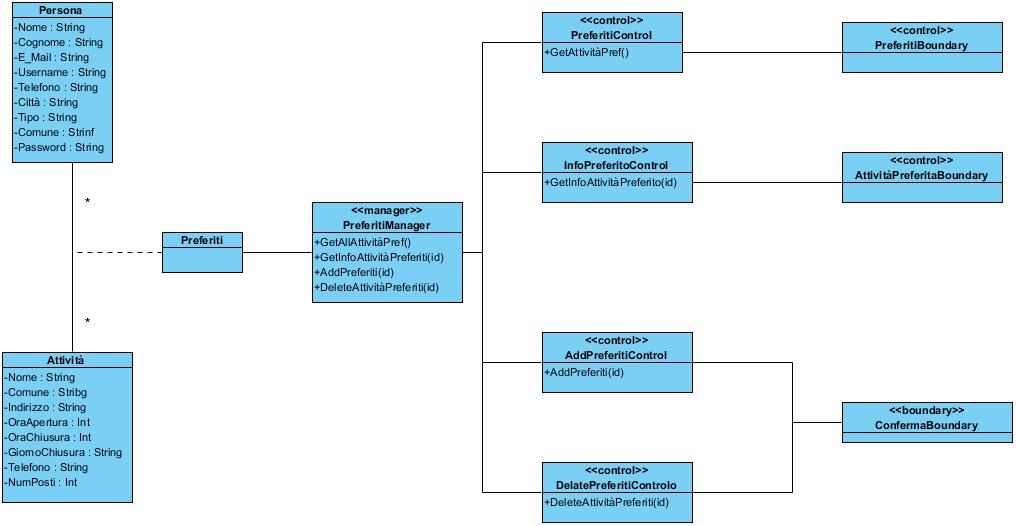 Persona
-Nome : String
-Cognome : String
-E_Mail : String
-Username : String
-Telefono : String
-Città : String
-Tipo : String
-Comune : Strinf
-Password : String
*
*
Attività
-Nome : String
-Comune : Stribg
-Indirizzo : String
-OraApertura : Int
-OraChiusura : Int
-GiornoChiusura : String
-Telefono : String
-NumPosti : Int
Preferiti
<<manager>>
PreferitiManager
+GetAllAttivitàPref()
+GetInfoAttivitàPreferiti(id)
+AddPreferiti(id)
+DeleteAttivitàPreferiti(id)
<<control>>
PreferitiControl
+GetAttivitàPref()
<<control>>
PreferitiBoundary
<<control>>
InfoPreferitoControl
+GetInfoAttivitàPreferito(id)
<<control>>
AttivitàPreferitaBoundary
<<control>>
AddPreferitiControl
+AddPreferiti(id)
<<control>>
DelatePreferitiControlo
+DeleteAttivitàPreferiti(id)
<<boundary>>
ConfermaBoundary